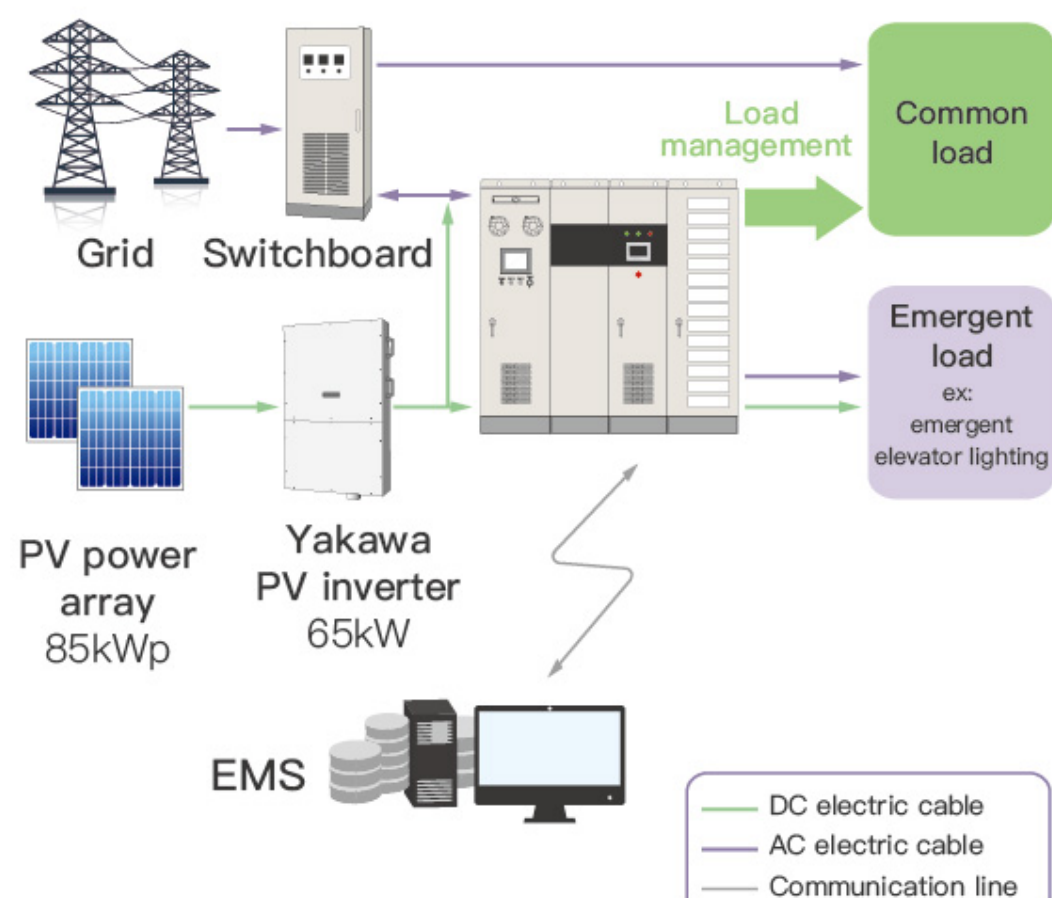 Grid
Switchboard
Load
management
Common
load
Emergent
load
ex:
emergent
elevator lighting
PV power
array
85kWp
Yakawa
PV inverter
65kW
EMS
DC electric cable
AC electric cable
Communication line